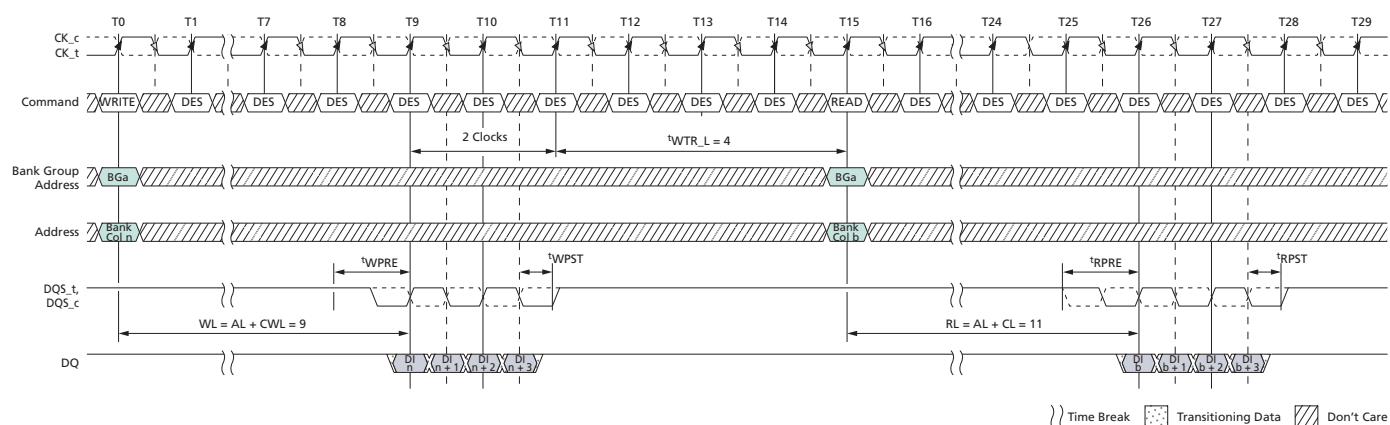 T0 T1 T7 T8 T9 T10 T11 T12 T13 T14 T15 T16 T24 T25 T26 T27 T28 T29
CK_c
CK_t
Command WRITE DES DES DES DES DES DES DES DES DES READ DES DES DES DES DES DES DES
2 Clocks tWTR_L = 4
Bank Group
Address BGa BGa
Address Bank
Col n Bank
Col b
tWPRE tWPST tRPRE tRPST
DQS_t,
DQS_c
WL = AL + CWL = 9 RL = AL + CL = 11
DQ DI
n DI
n + 1 DI
n + 2 DI
n + 3 DI
b DI
b + 1 DI
b + 2 DI
b + 3
Time Break Transitioning Data Don't Care